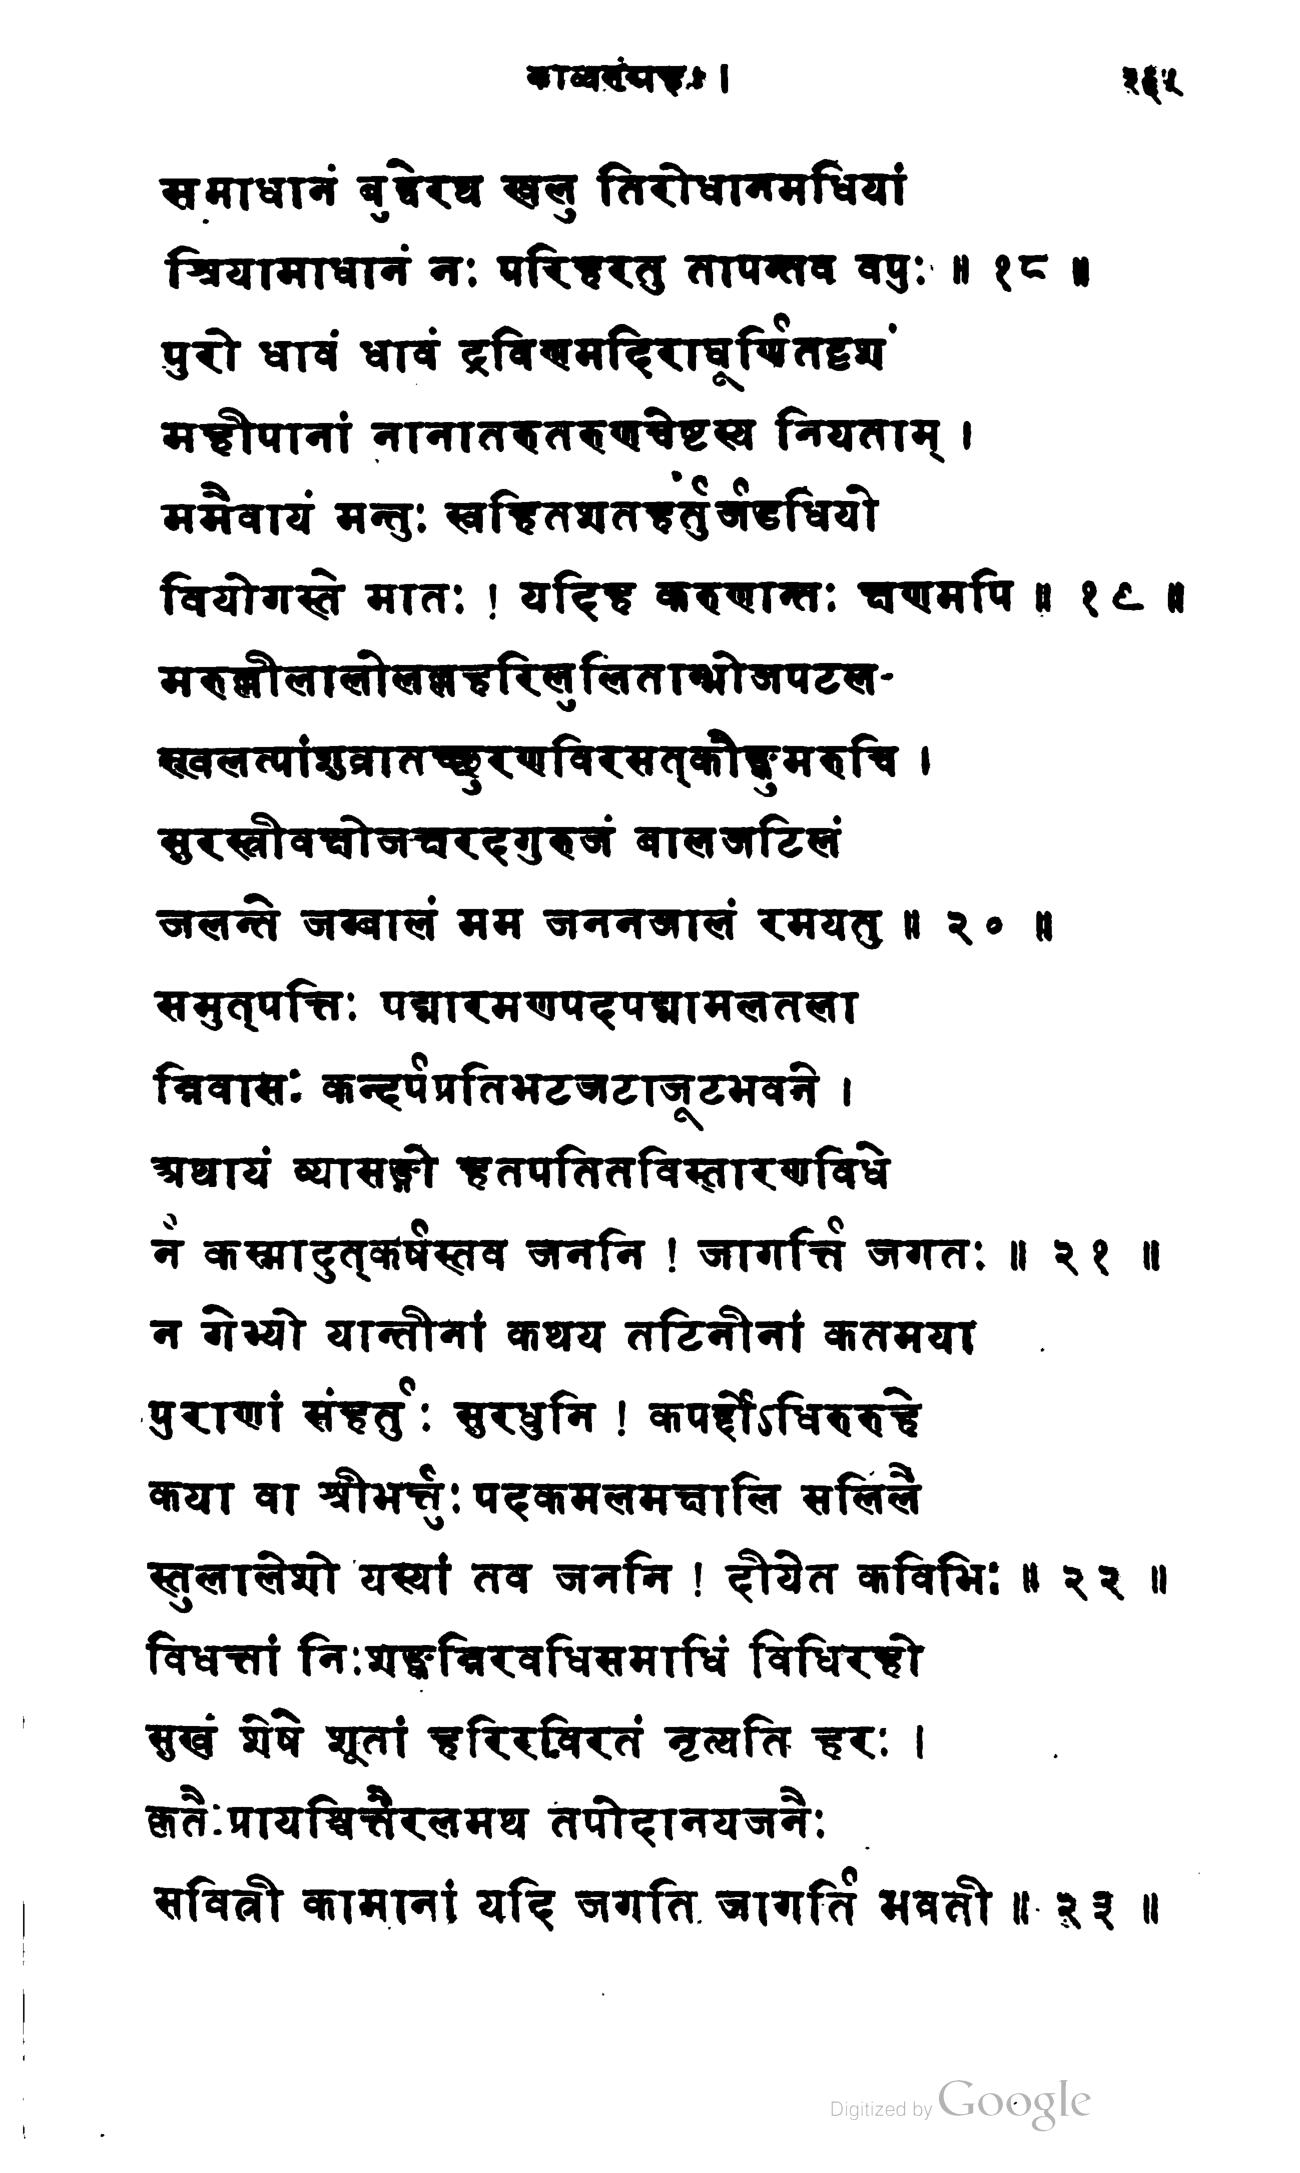 काव्यसंग्रहः । २६५
समाधानं बुद्धेरथ खलु तिरोधानमधियां
श्रियामाधानं नः परिहरतु तापन्तव वपुः ॥ १८ ॥
पुरो धावं धावं द्रविणमदिराघूर्णितदृशां
महीपानां नानातरुतरुणखेष्टस्य नियताम् ।
ममैवायं मन्तुः स्वहितशतहर्तुर्जंडधियो
वियोगस्ते मातः ! यदिह करुणान्तः क्षणमपि ॥ १९ ॥
मरुल्लीलालोलल्लहरिलुलिताम्भोजपटल-
स्खलत्पांशुव्रातच्छुरणविरसत्कौङ्कुमरुचि ।
सुरस्त्रीवक्षोजक्षरदगुरुजं बालजटिलं
जलन्ते जम्बालं मम जननजालं रमयतु ॥ २० ॥
समुत्पत्तिः पद्मारमणपदपद्मामलतला
न्निवासः कन्दर्पप्रतिभटजटाजूटभवने ।
अथायं व्यासङ्गो हतपतितविस्तारणविधे
र्न कस्मादुत्कर्षस्तव जननि ! जागर्त्ति जगतः ॥ २१ ॥
न गेभ्यो यान्तीनां कथय तटिनीनां कतमया
पुराणां संहर्तुः सुरधुनि ! कपर्द्दोऽधिरुरुहे
कया वा श्रीभर्त्तुः पदकमलमक्षालि सलिलै
स्तुलालेशो यस्यां तव जननि ! दीयेत कविभिः ॥ २२ ॥
विधत्तां निःशङ्कन्निरवधिसमाधिं विधिरहो
सुखं शेषे शूतां हरिरविरतं नृत्यति हरः ।
कृतैः प्रायश्चित्तैरलमथ तपोदानयजनैः
सवित्री कामानां यदि जगति जागर्ति भवती ॥ २३ ॥
Digitized by Google